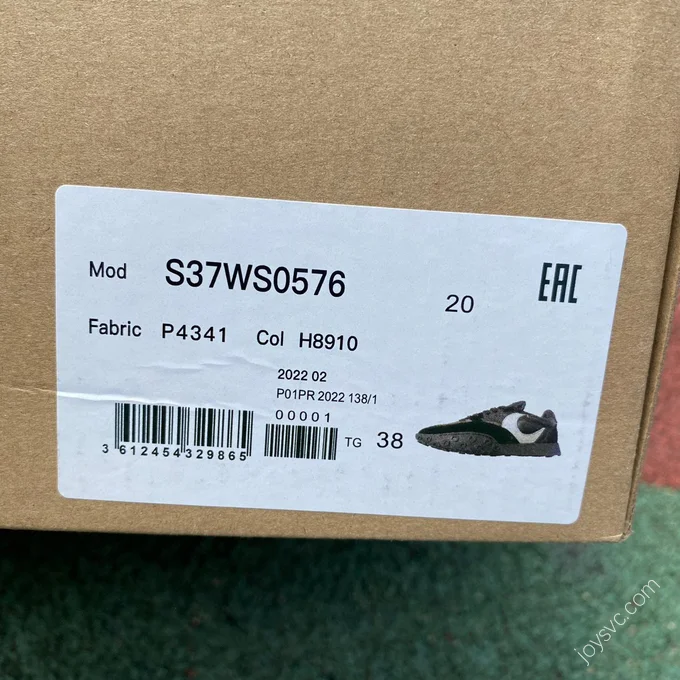 Mod S37WS0576
20
EAC
Fabric P4341 Col H8910
2022 02
P01PR 2022 138/1
00001
3 612454 329865
TG 38
joysvc.com